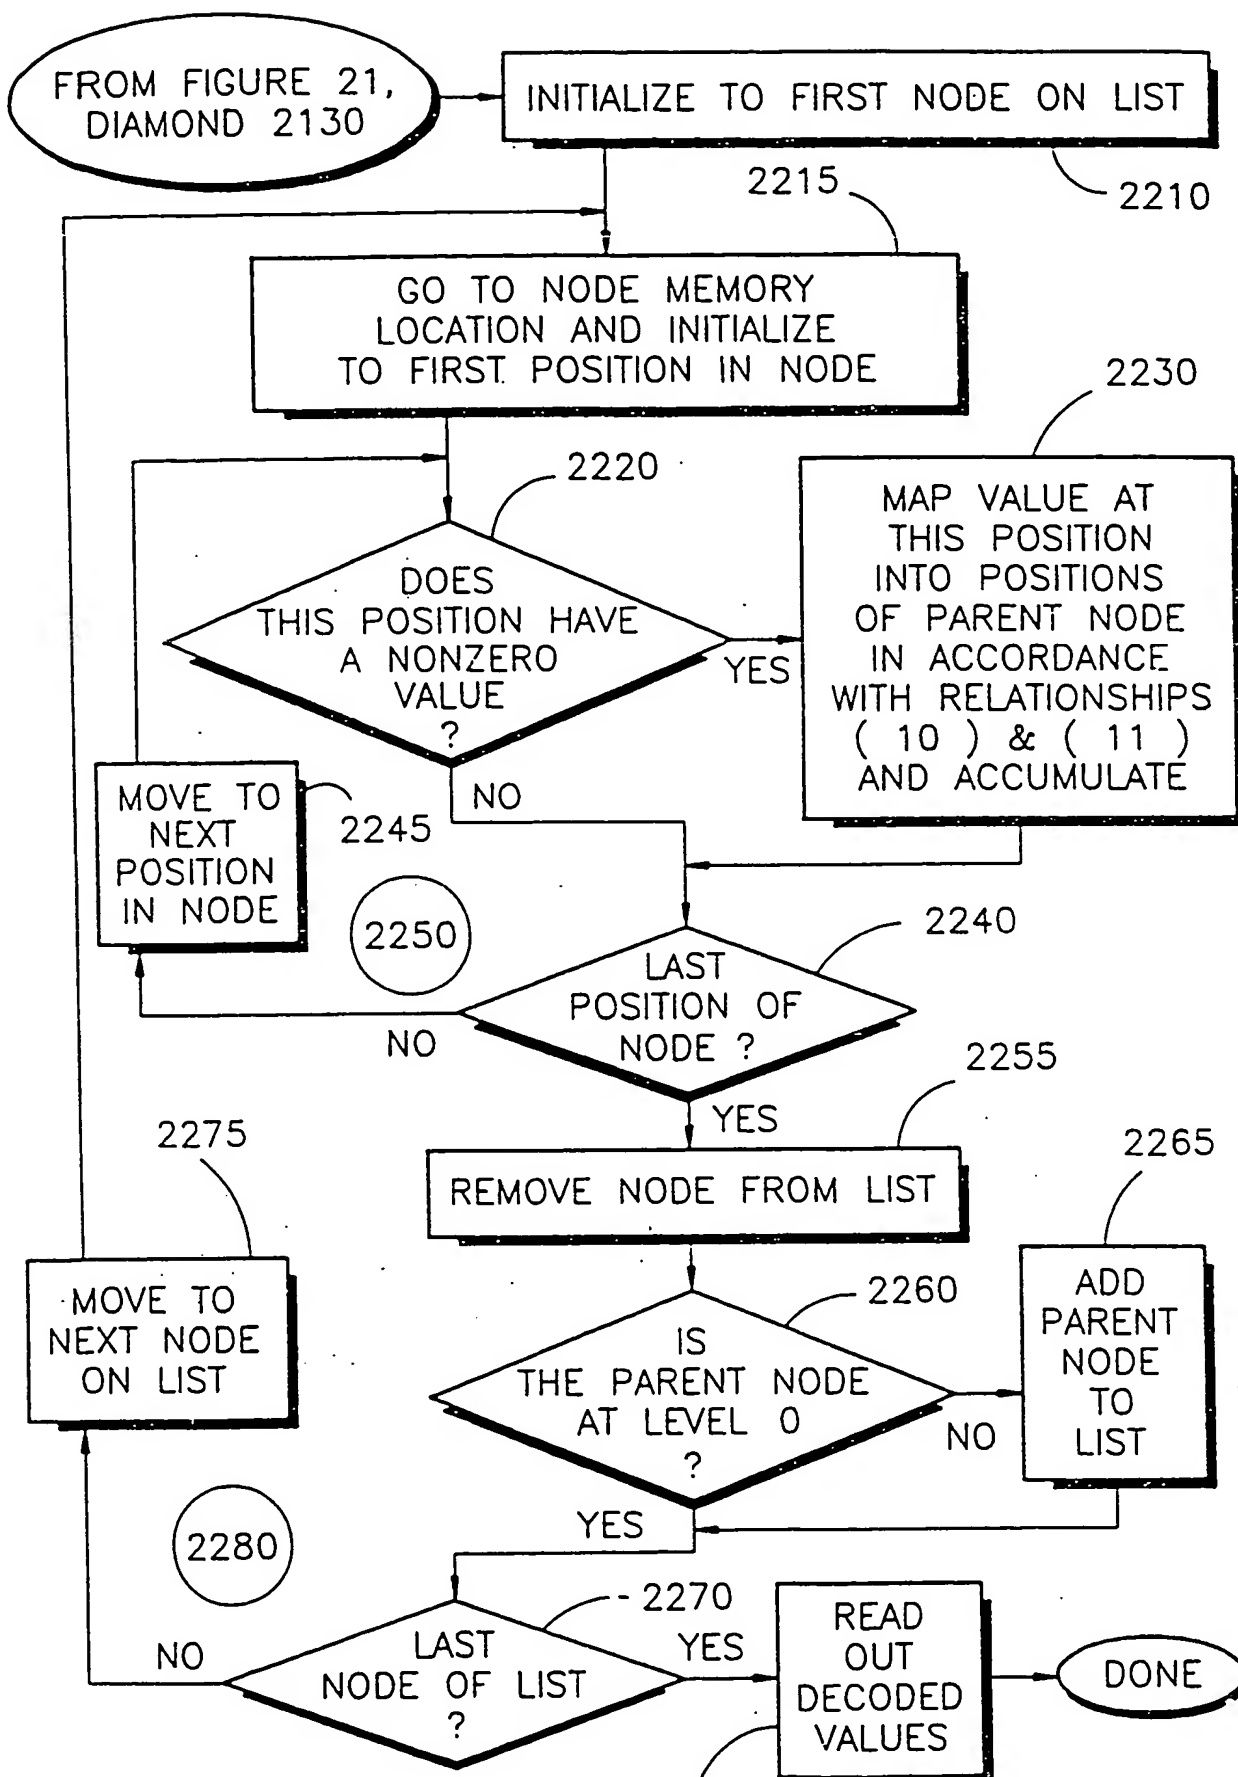 FROM FIGURE 21,
DIAMOND 2130
INITIALIZE TO FIRST NODE ON LIST
2210
2215
GO TO NODE MEMORY
LOCATION AND INITIALIZE
TO FIRST POSITION IN NODE
2220
DOES
THIS POSITION HAVE
A NONZERO
VALUE
?
YES
NO
2230
MAP VALUE AT
THIS POSITION
INTO POSITIONS
OF PARENT NODE
IN ACCORDANCE
WITH RELATIONSHIPS
( 10 ) & ( 11 )
AND ACCUMULATE
MOVE TO
NEXT
POSITION
IN NODE
2245
2250
2240
LAST
POSITION OF
NODE ?
NO
YES
2255
REMOVE NODE FROM LIST
2260
IS
THE PARENT NODE
AT LEVEL 0
?
NO
YES
2265
ADD
PARENT
NODE
TO
LIST
2275
MOVE TO
NEXT NODE
ON LIST
2280
2270
LAST
NODE OF LIST
?
NO
YES
READ
OUT
DECODED
VALUES
DONE